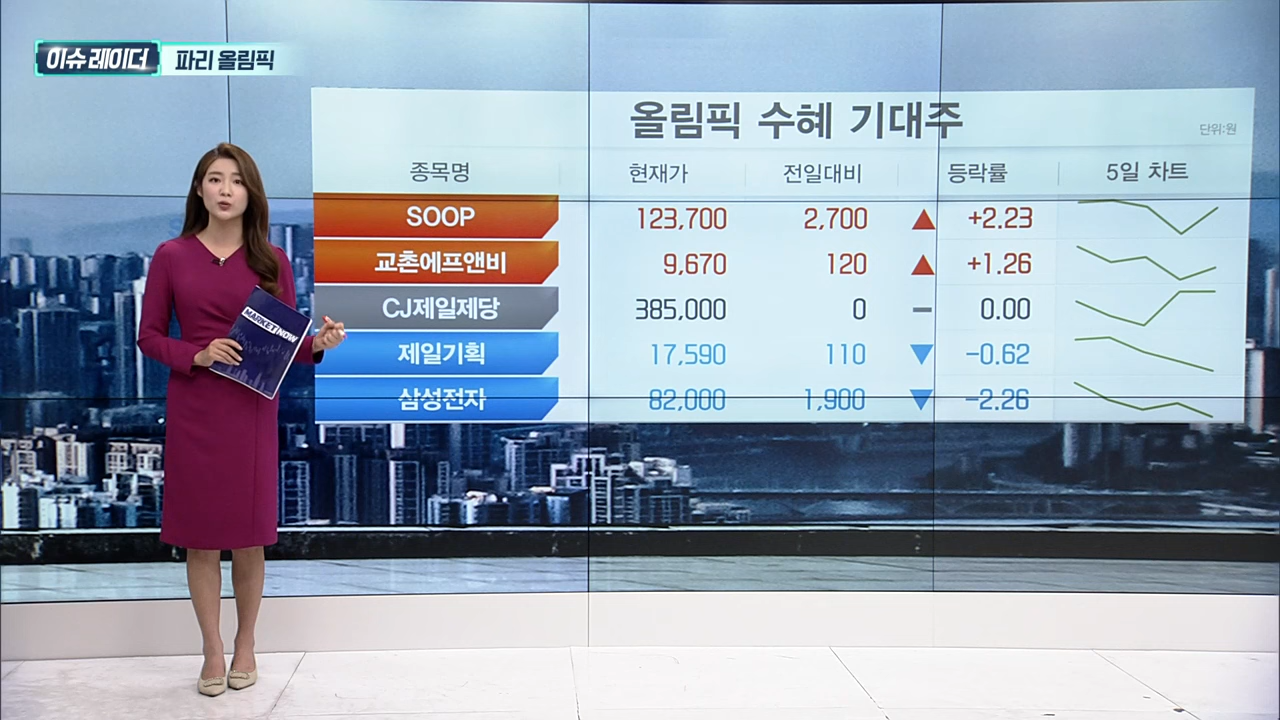 이슈 레이더 파리 올림픽
올림픽 수혜 기대주
단위:원
종목명 현재가 전일대비 등락률 5일 차트
SOOP 123,700 2,700 ▲ +2.23
교촌에프앤비 9,670 120 ▲ +1.26
CJ제일제당 385,000 0 - 0.00
제일기획 17,590 110 ▼ -0.62
삼성전자 82,000 1,900 ▼ -2.26
MARKET NOW